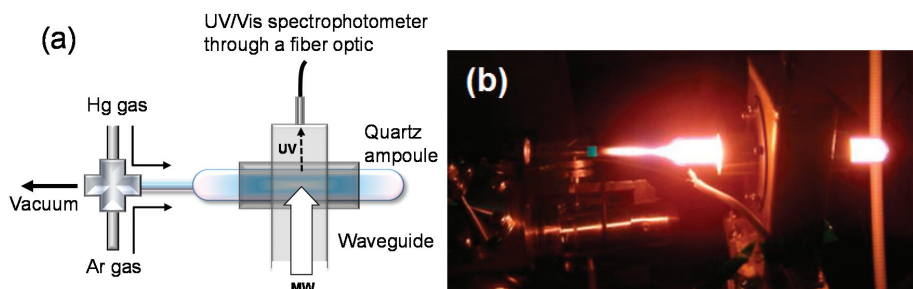 (a)
UV/Vis spectrophotometer
through a fiber optic
Hg gas
UV
Quartz
ampoule
Vacuum
Waveguide
Ar gas
MW
(b)